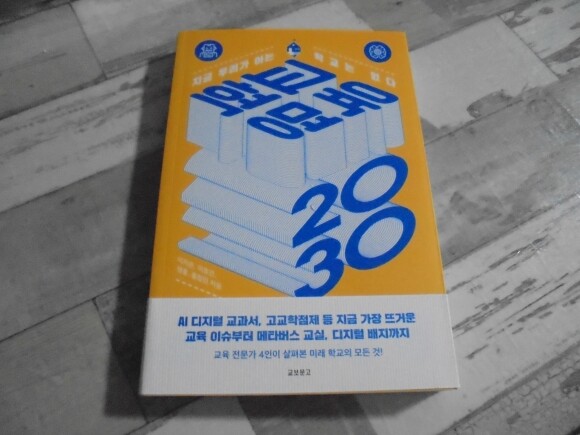 지금 우리가 아는 학교는 없다
교육
혁명
2030
AI 디지털 교과서, 고교학점제 등 지금 가장 뜨거운
교육 이슈부터 메타버스 교실, 디지털 배지까지
교육 전문가 4인이 살펴본 미래 학교의 모든 것!
교보문고